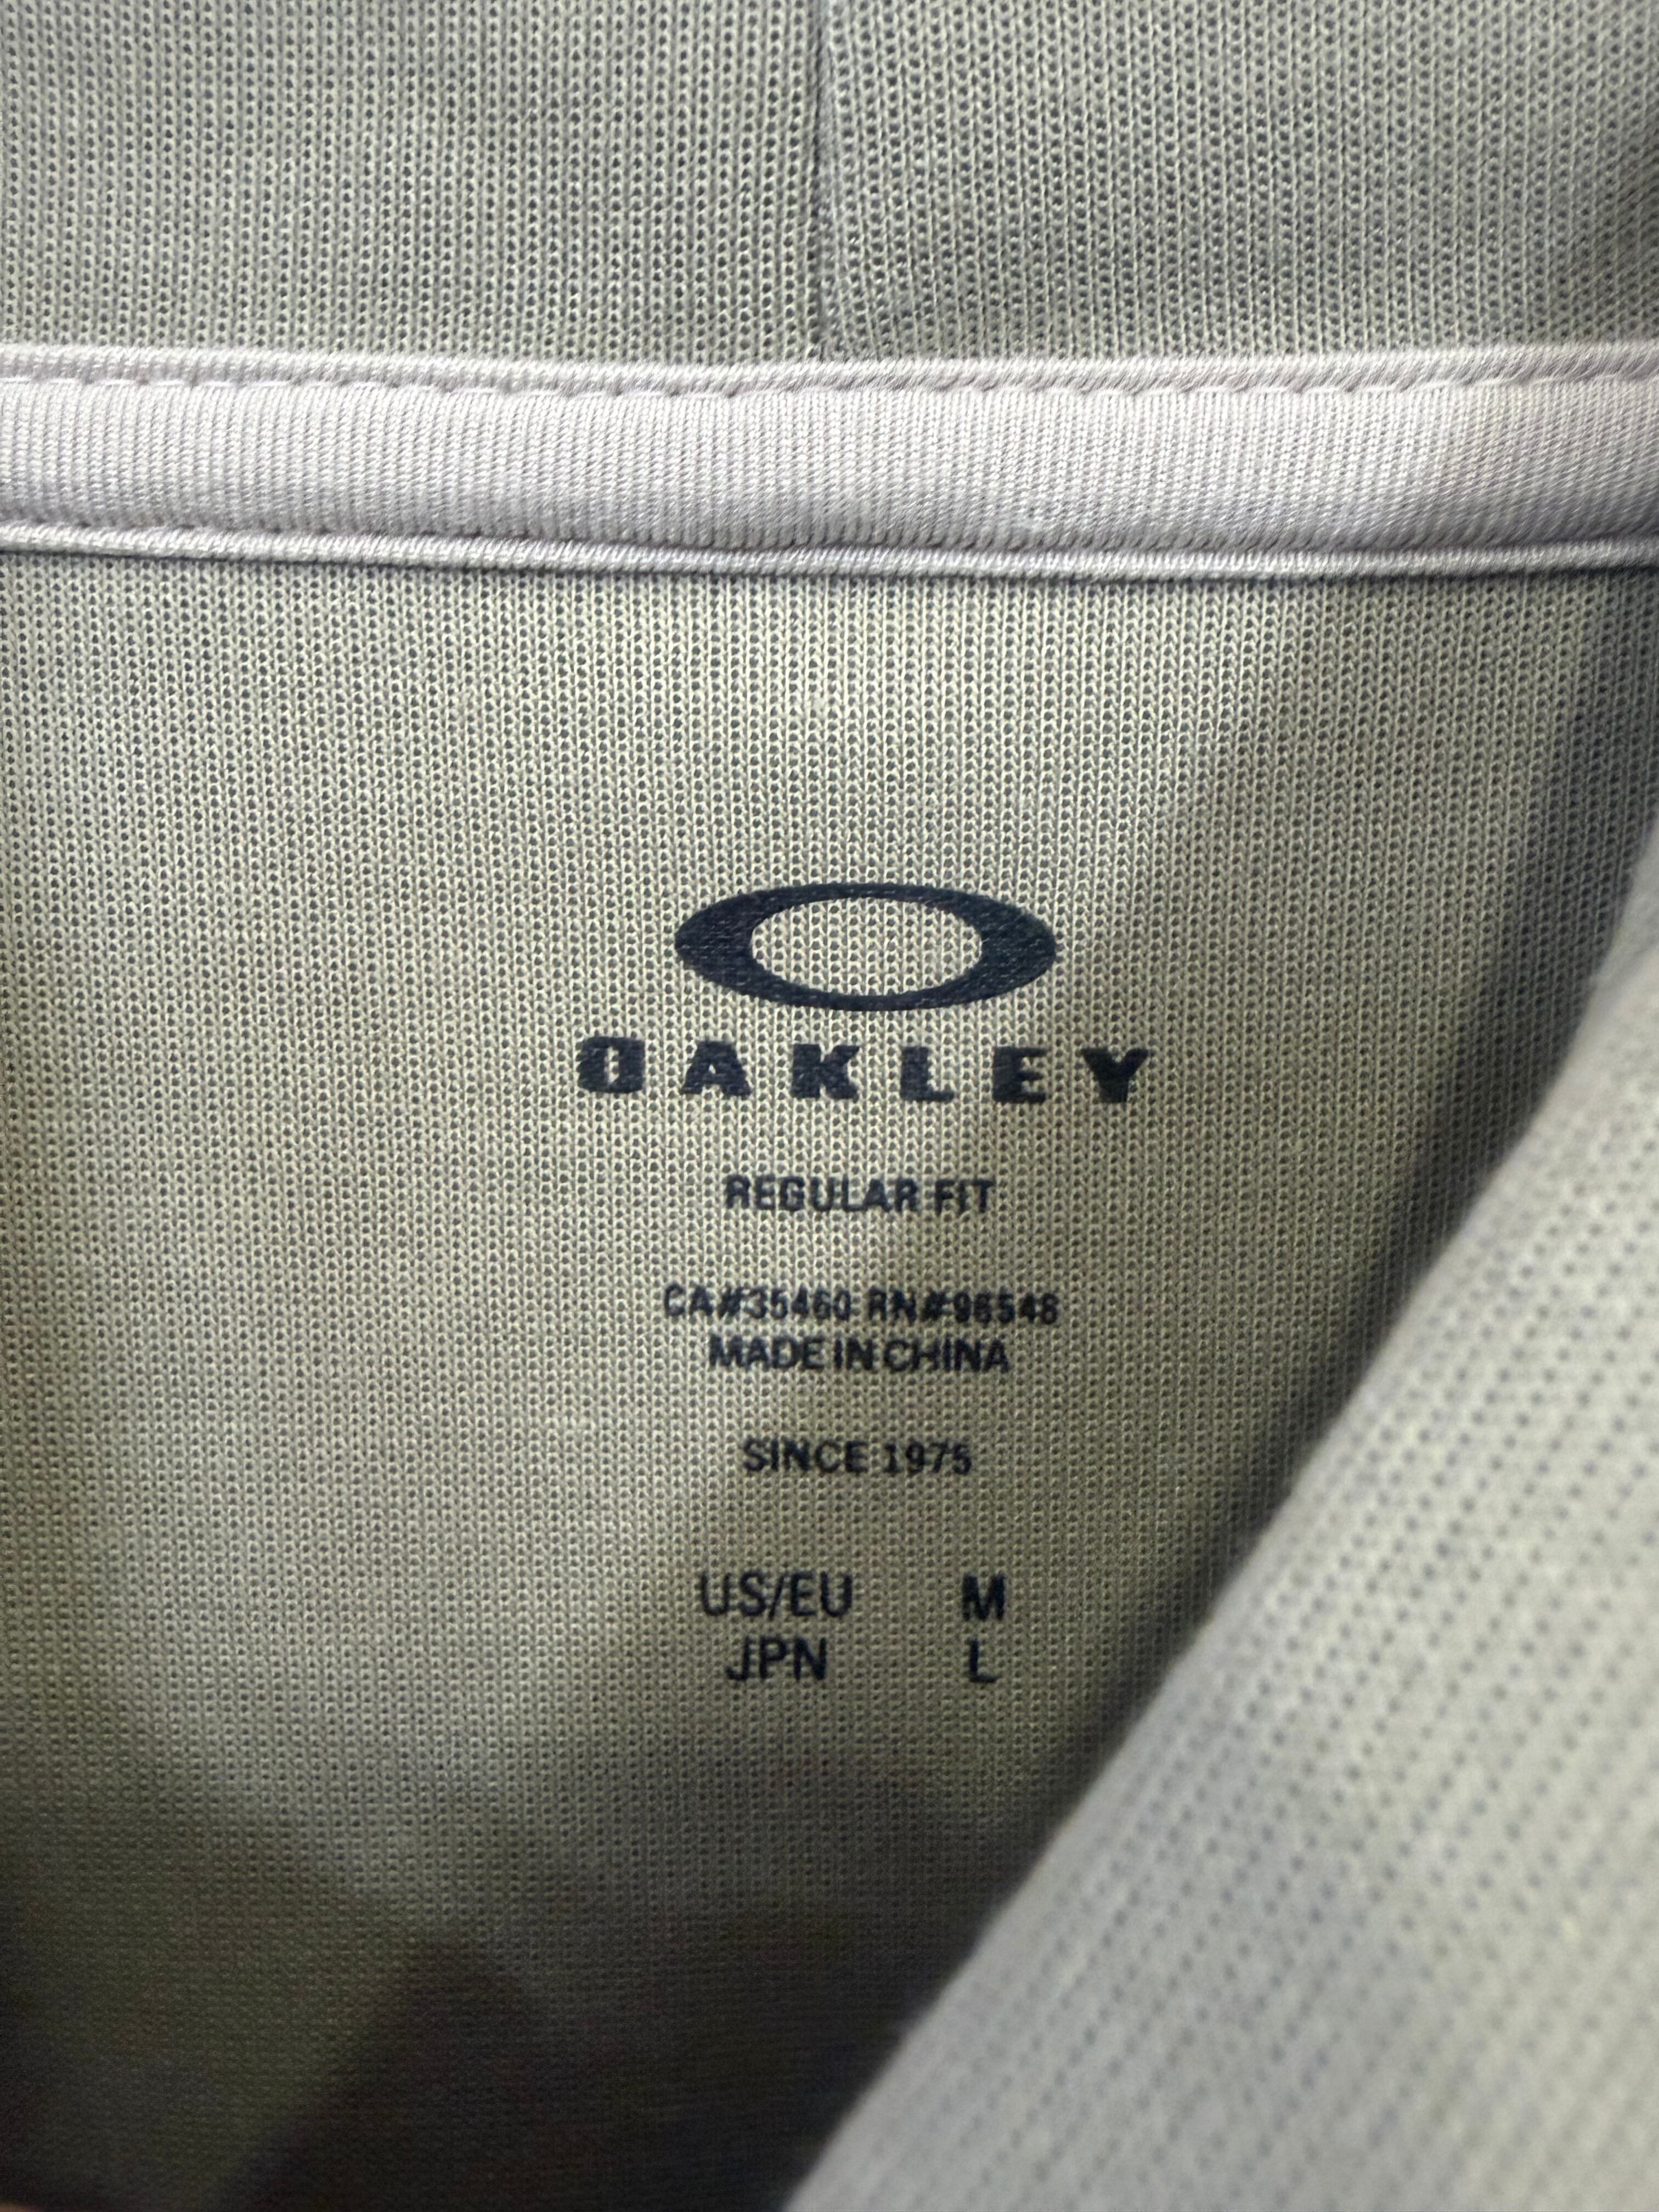 OAKLEY
REGULAR FIT
CA#35460 RN#96548
MADE IN CHINA
SINCE 1975
US/EU M
JPN L